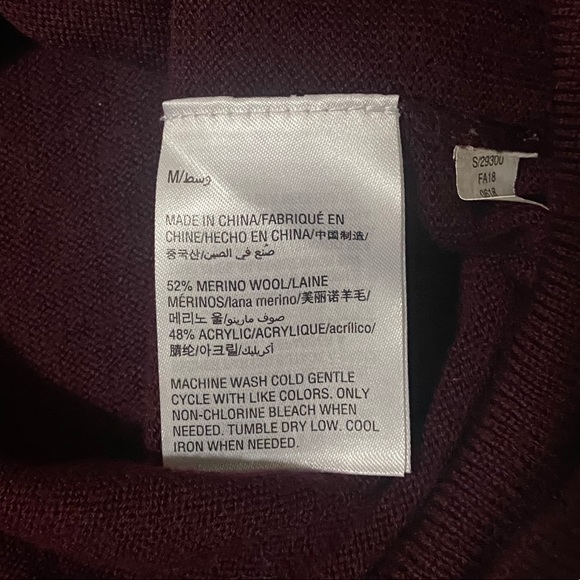 M/وسط
MADE IN CHINA/FABRIQUÉ EN
CHINE/HECHO EN CHINA/中国制造/
중국산/صنع في الصين/
52% MERINO WOOL/LAINE
MÉRINOS/lana merino/美丽诺羊毛/
메리노 울/صوف مارينو/
48% ACRYLIC/ACRYLIQUE/acrílico/
腈纶/아크릴/أكريليك/
MACHINE WASH COLD GENTLE
CYCLE WITH LIKE COLORS. ONLY
NON-CHLORINE BLEACH WHEN
NEEDED. TUMBLE DRY LOW. COOL
IRON WHEN NEEDED.
S/29300
FA18